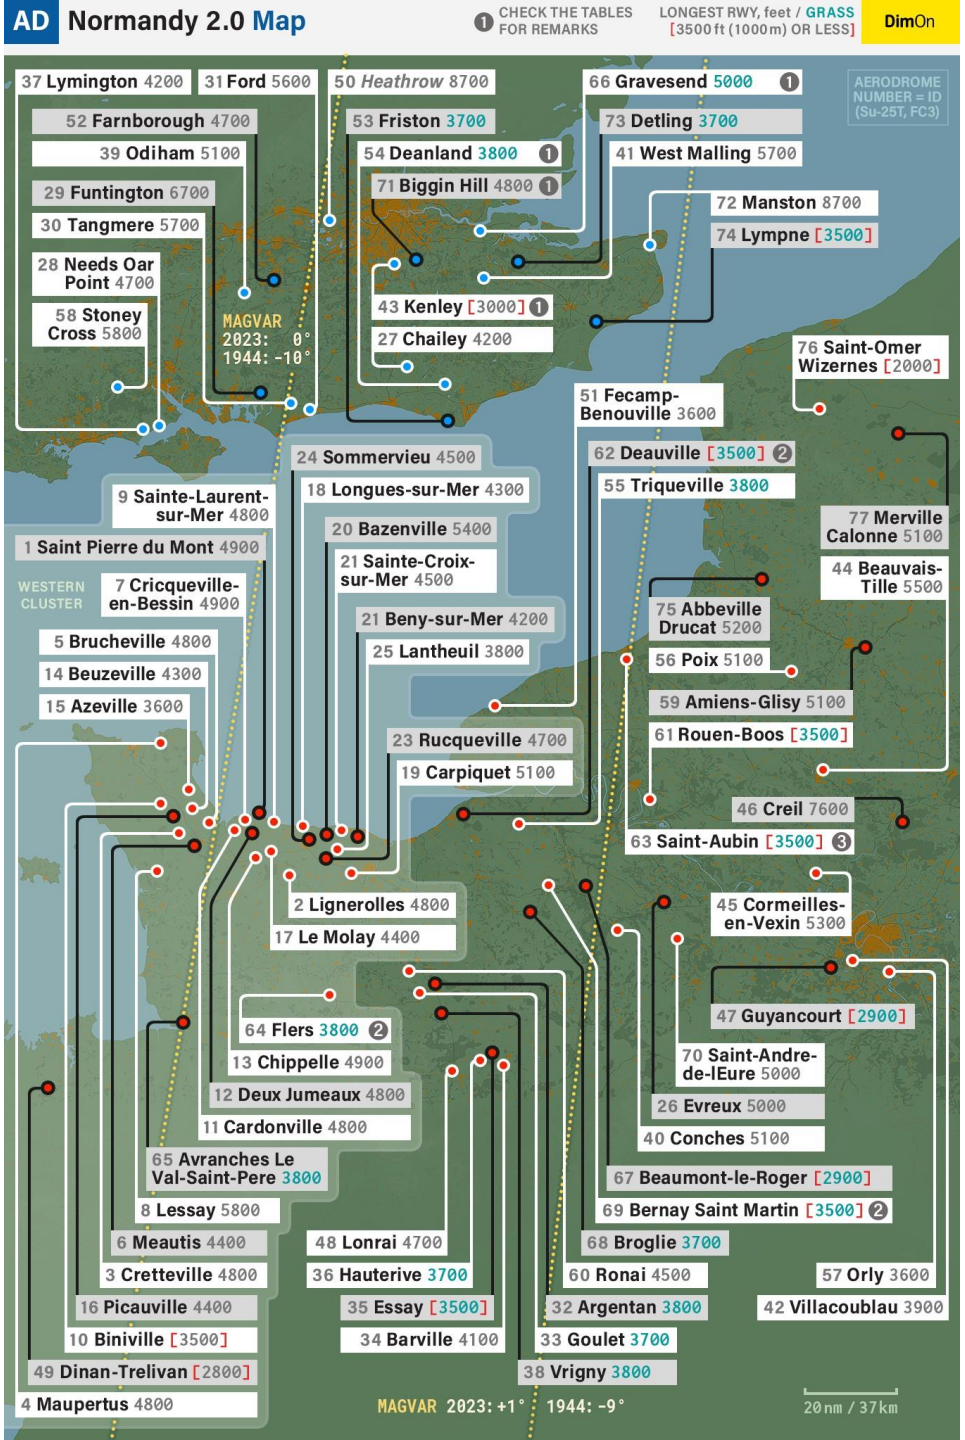 AD Normandy 2.0 Map
1 CHECK THE TABLES
FOR REMARKS
LONGEST RWY, feet / GRASS
[3500 ft (1000 m) OR LESS]
DimOn
AERODROME
NUMBER = ID
(Su-25T, FC3)
37 Lymington 4200
31 Ford 5600
50 Heathrow 8700
66 Gravesend 5000 1
52 Farnborough 4700
53 Friston 3700
73 Detling 3700
39 Odiham 5100
54 Deanland 3800 1
41 West Malling 5700
29 Funtington 6700
71 Biggin Hill 4800 1
72 Manston 8700
30 Tangmere 5700
74 Lympne [3500]
28 Needs Oar
Point 4700
58 Stoney
Cross 5800
43 Kenley [3000] 1
27 Chailey 4200
MAGVAR
2023: 0°
1944: -10°
76 Saint-Omer
Wizernes [2000]
51 Fecamp-
Benouville 3600
24 Sommervieu 4500
62 Deauville [3500] 2
18 Longues-sur-Mer 4300
55 Triqueville 3800
9 Sainte-Laurent-
sur-Mer 4800
20 Bazenville 5400
77 Merville
Calonne 5100
1 Saint Pierre du Mont 4900
21 Sainte-Croix-
sur-Mer 4500
44 Beauvais-
Tille 5500
WESTERN
CLUSTER
7 Cricqueville-
en-Bessin 4900
21 Beny-sur-Mer 4200
75 Abbeville
Drucat 5200
5 Brucheville 4800
25 Lantheuil 3800
56 Poix 5100
14 Beuzeville 4300
59 Amiens-Glisy 5100
15 Azeville 3600
61 Rouen-Boos [3500]
23 Rucqueville 4700
19 Carpiquet 5100
46 Creil 7600
63 Saint-Aubin [3500] 3
2 Lignerolles 4800
45 Cormeilles-
en-Vexin 5300
17 Le Molay 4400
47 Guyancourt [2900]
64 Flers 3800 2
70 Saint-Andre-
de-lEure 5000
13 Chippelle 4900
12 Deux Jumeaux 4800
26 Evreux 5000
11 Cardonville 4800
40 Conches 5100
65 Avranches Le
Val-Saint-Pere 3800
67 Beaumont-le-Roger [2900]
8 Lessay 5800
69 Bernay Saint Martin [3500] 2
6 Meautis 4400
48 Lonrai 4700
68 Broglie 3700
3 Cretteville 4800
36 Hauterive 3700
60 Ronai 4500
57 Orly 3600
16 Picauville 4400
35 Essay [3500]
32 Argentan 3800
42 Villacoublau 3900
10 Biniville [3500]
34 Barville 4100
33 Goulet 3700
49 Dinan-Trelivan [2800]
38 Vrigny 3800
4 Maupertus 4800
MAGVAR 2023: +1° 1944: -9°
20 nm / 37 km